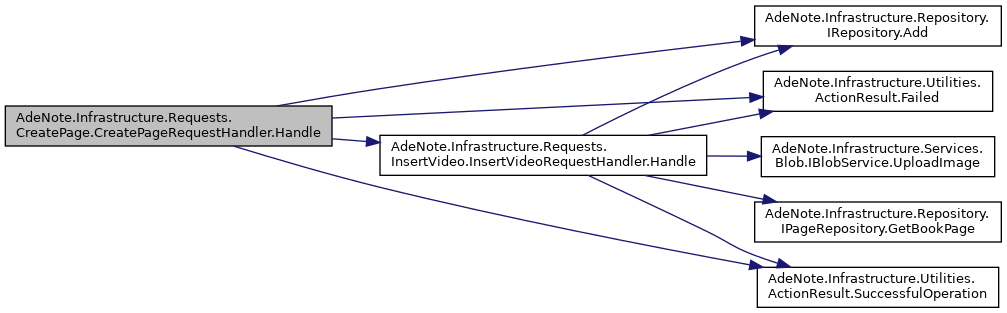 AdeNote.Infrastructure.Requests.
CreatePage.CreatePageRequestHandler.Handle
AdeNote.Infrastructure.Repository.
IRepository.Add
AdeNote.Infrastructure.Utilities.
ActionResult.Failed
AdeNote.Infrastructure.Requests.
InsertVideo.InsertVideoRequestHandler.Handle
AdeNote.Infrastructure.Services.
Blob.IBlobService.UploadImage
AdeNote.Infrastructure.Repository.
IPageRepository.GetBookPage
AdeNote.Infrastructure.Utilities.
ActionResult.SuccessfulOperation